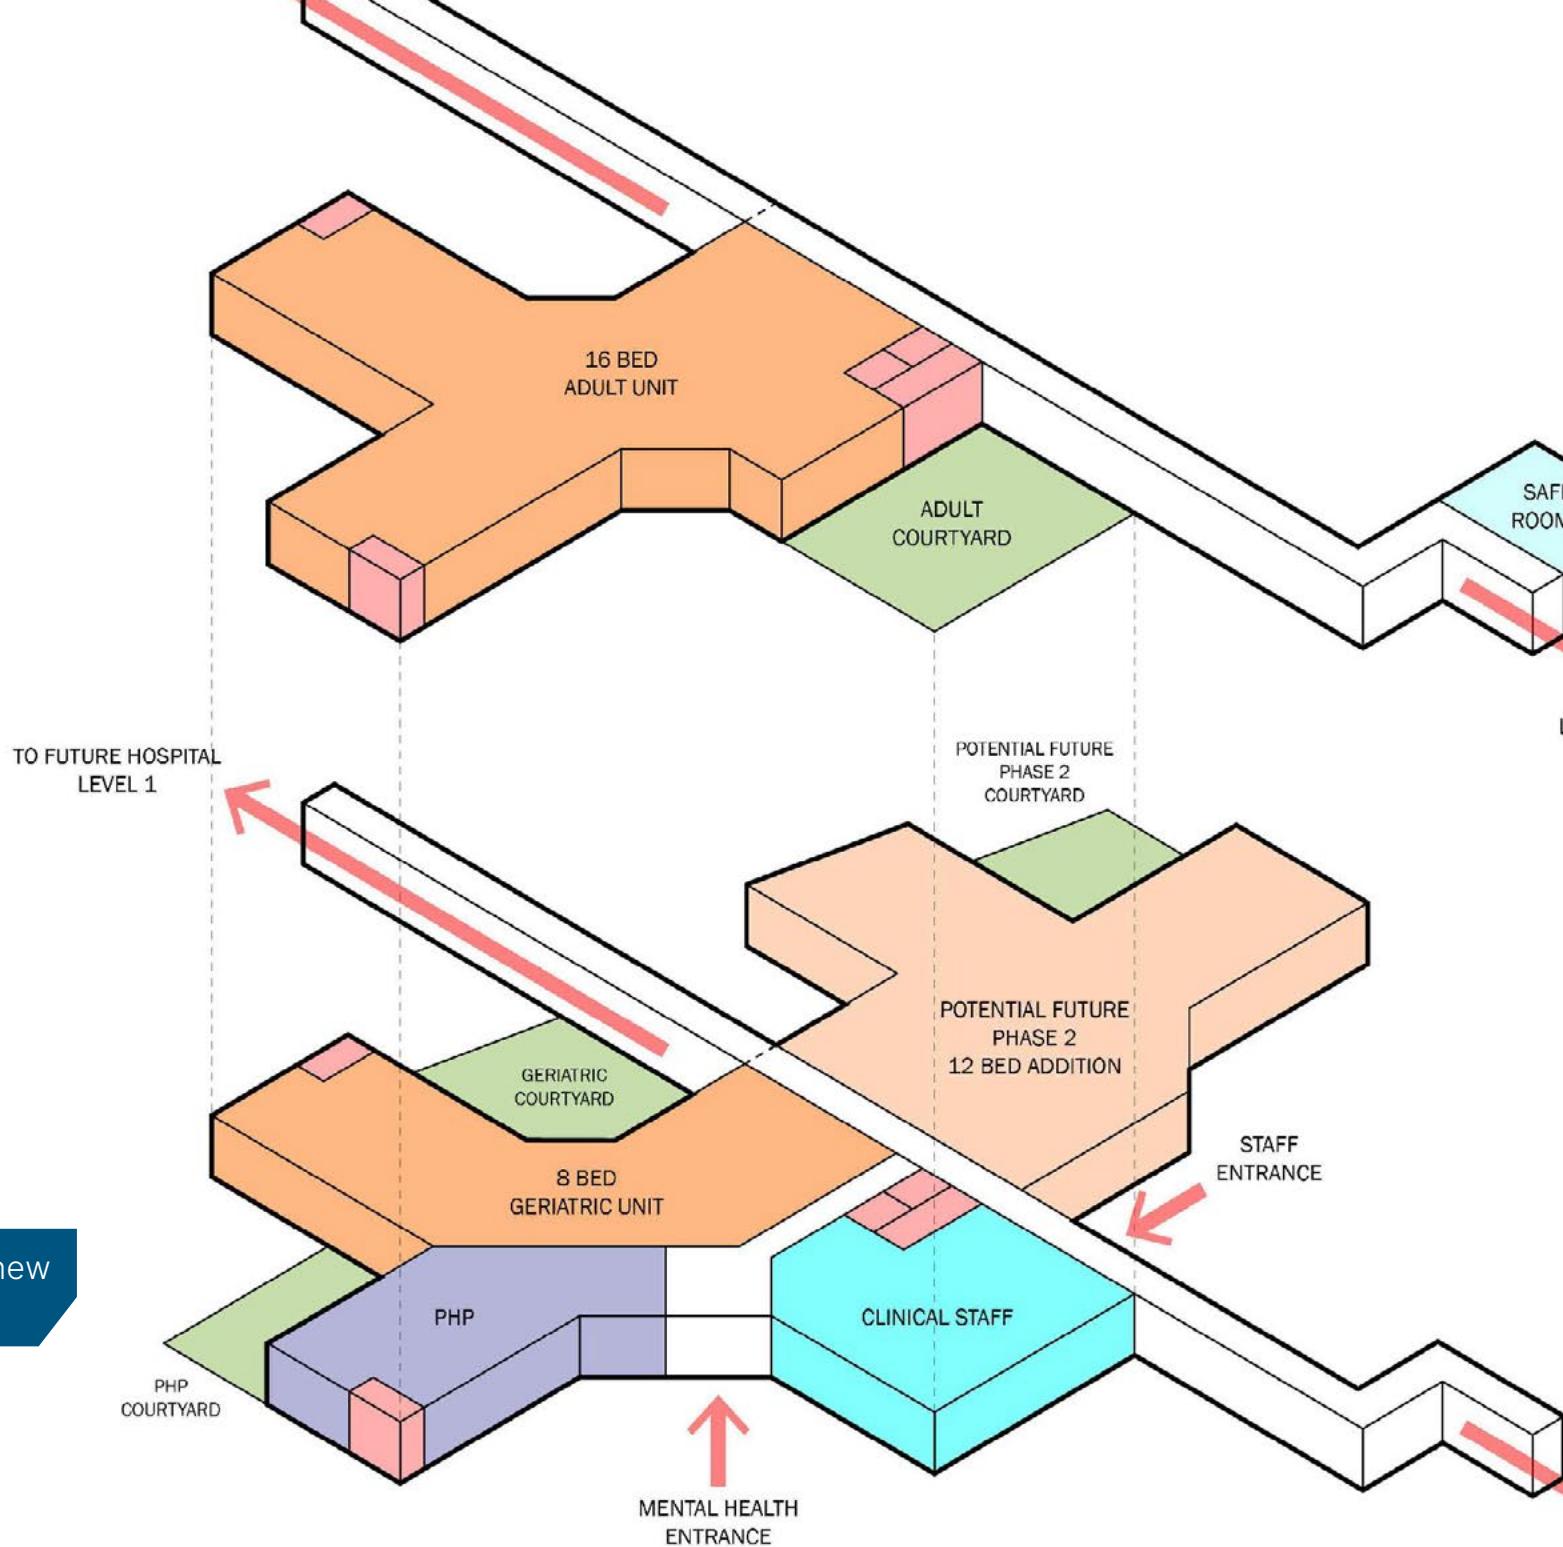 16 BED
ADULT UNIT
ADULT
COURTYARD
TO FUTURE HOSPITAL
LEVEL 1
POTENTIAL FUTURE
PHASE 2
COURTYARD
GERIATRIC
COURTYARD
POTENTIAL FUTURE
PHASE 2
12 BED ADDITION
STAFF
ENTRANCE
8 BED
GERIATRIC UNIT
new
PHP
CLINICAL STAFF
PHP
COURTYARD
MENTAL HEALTH
ENTRANCE